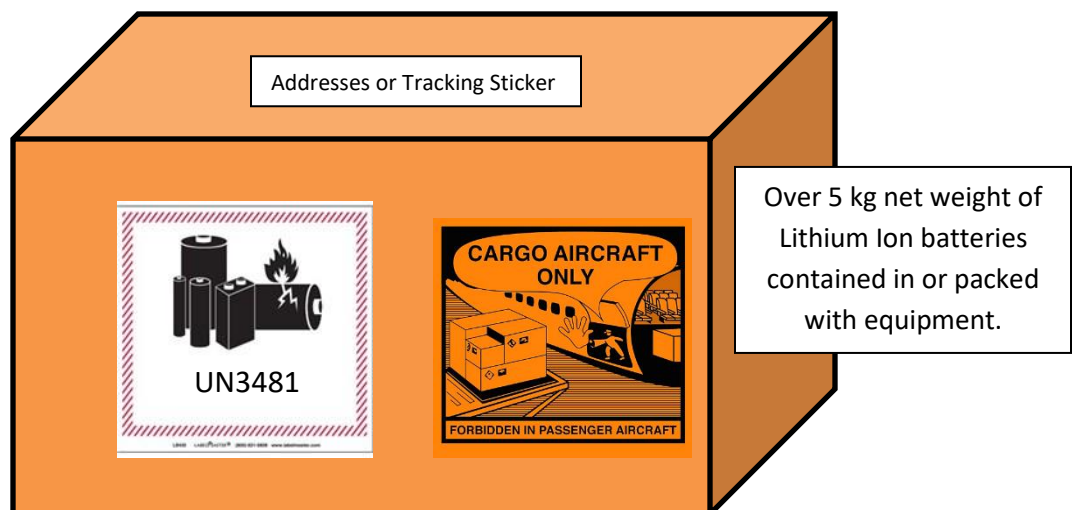 Addresses or Tracking Sticker
UN3481
CARGO AIRCRAFT
ONLY
FORBIDDEN IN PASSENGER AIRCRAFT
Over 5 kg net weight of
Lithium Ion batteries
contained in or packed
with equipment.